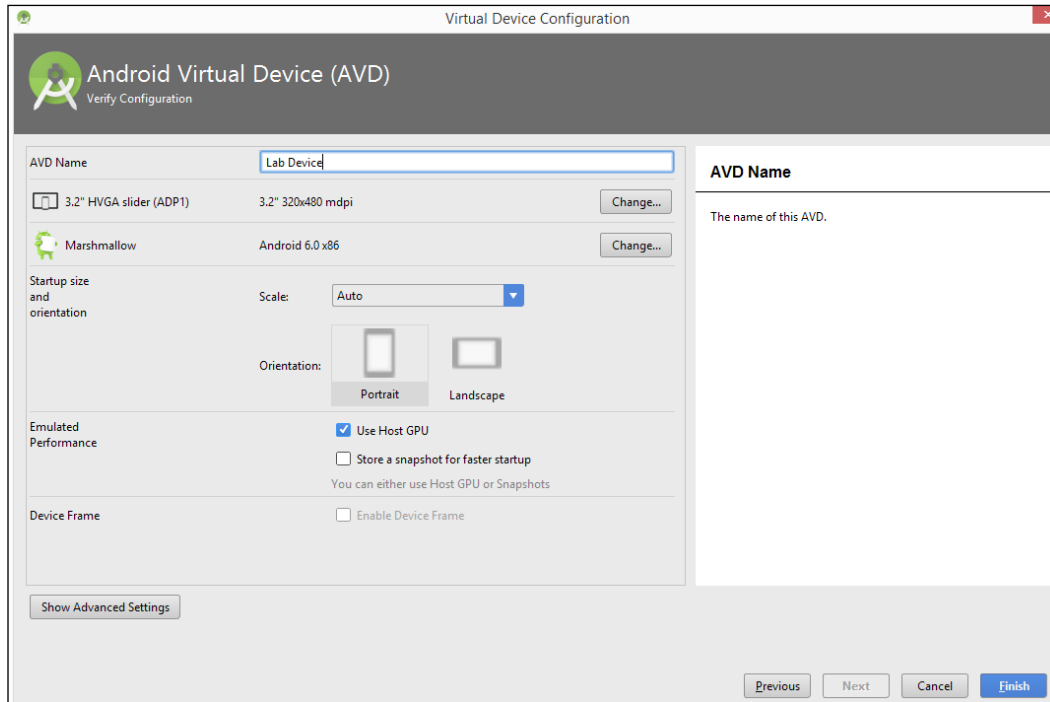 Virtual Device Configuration
Android Virtual Device (AVD)
Verify Configuration
AVD Name
Lab Device
3.2" HVGA slider (ADP1)
3.2" 320x480 mdpi
Change...
Marshmallow
Android 6.0 x86
Change...
Startup size
and
orientation
Scale:
Auto
Orientation:
Portrait
Landscape
Emulated
Performance
Use Host GPU
Store a snapshot for faster startup
You can either use Host GPU or Snapshots
Device Frame
Enable Device Frame
AVD Name
The name of this AVD.
Show Advanced Settings
Previous
Next
Cancel
Finish